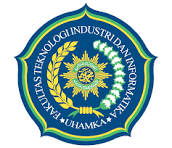 FAKULTAS TEKNOLOGI INDUSTRI DAN INFORMATIKA
UHAMKA